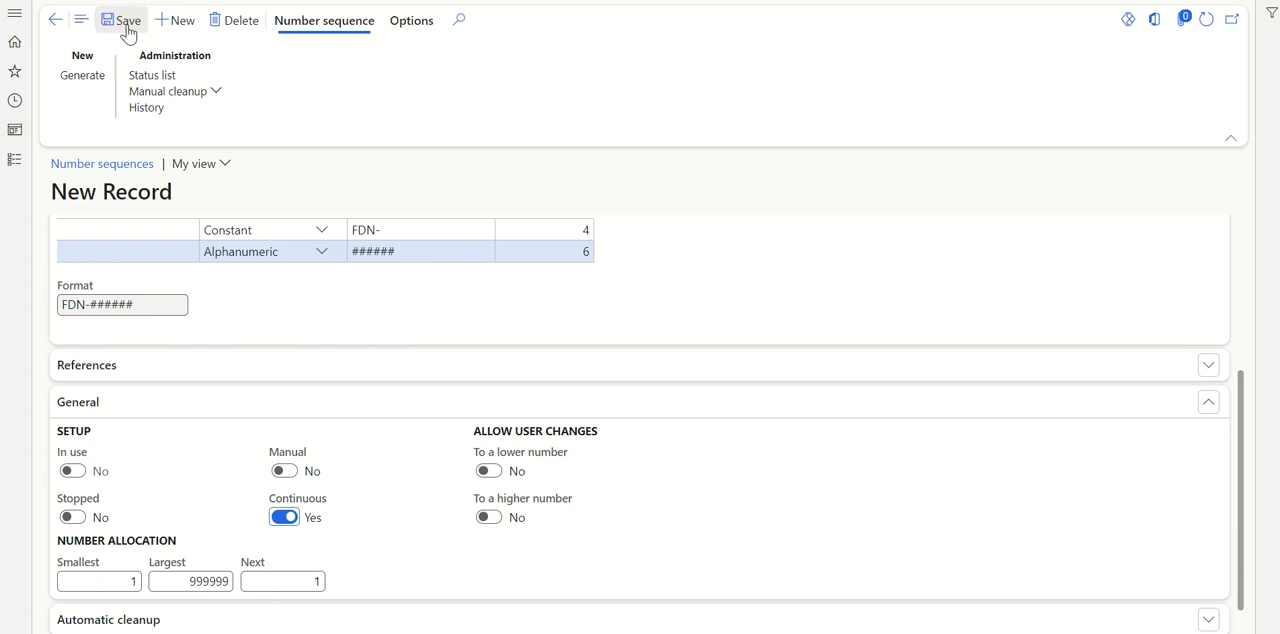 Save New Delete Number sequence Options 0
New Administration
Generate Status list
Manual cleanup
History
Number sequences | My view
New Record
Constant FDN- 4
Alphanumeric ###### 6
Format
FDN-######
References
General
SETUP ALLOW USER CHANGES
In use Manual To a lower number
No No No
Stopped Continuous To a higher number
No Yes No
NUMBER ALLOCATION
Smallest Largest Next
1 999999 1
Automatic cleanup